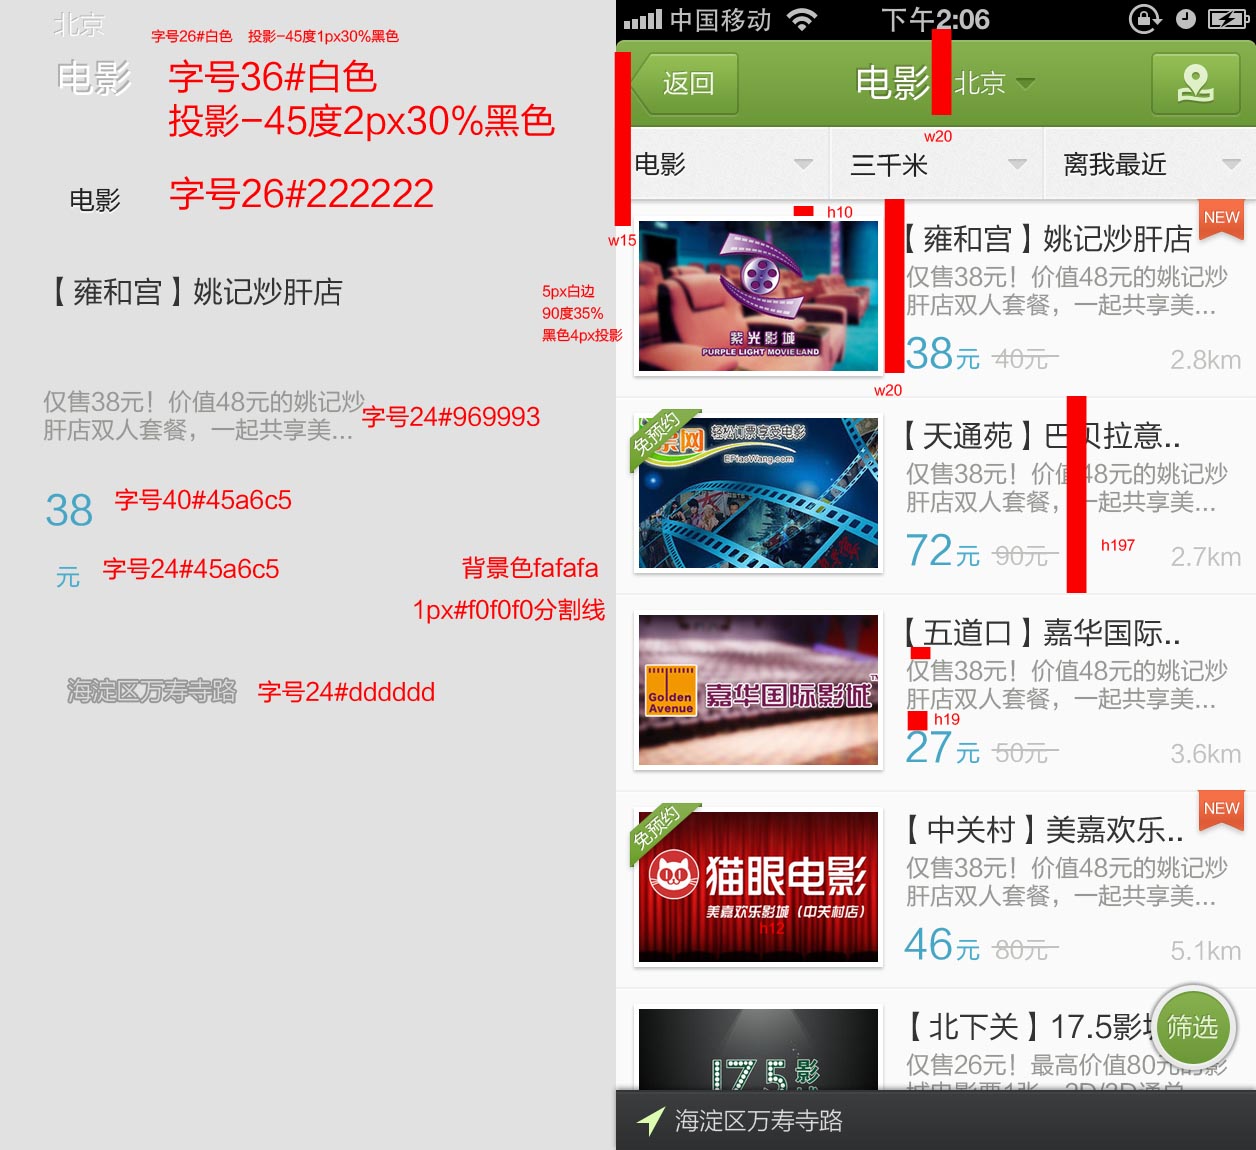 北京
字号26#白色 投影-45度1px30%黑色
电影
字号36#白色
投影-45度2px30%黑色
电影
字号26#222222
【雍和宫】姚记炒肝店
5px白边
90度35%
黑色4px投影
仅售38元！价值48元的姚记炒
肝店双人套餐，一起共享美...
字号24#969993
38
字号40#45a6c5
元
字号24#45a6c5
背景色fafafa
1px#f0f0f0分割线
海淀区万寿寺路
字号24#dddddd
中国移动
下午2:06
返回
电影
北京
w20
电影
三千米
离我最近
w15
h10
NEW
紫光影城
PURPLE LIGHT MOVIELAND
【雍和宫】姚记炒肝店
仅售38元！价值48元的姚记炒
肝店双人套餐，一起共享美...
38元 40元
2.8km
w20
免预约
票网
轻松订票享受电影
EPiaoWang.com
【天通苑】巴贝拉意..
仅售38元！价值48元的姚记炒
肝店双人套餐，一起共享美...
h197
72元 90元
2.7km
Golden
Avenue
嘉华国际影城
TM
【五道口】嘉华国际..
仅售38元！价值48元的姚记炒
肝店双人套餐，一起共享美...
h19
27元 50元
3.6km
免预约
猫眼电影
美嘉欢乐影城（中关村店）
h12
NEW
【中关村】美嘉欢乐..
仅售38元！价值48元的姚记炒
肝店双人套餐，一起共享美...
46元 80元
5.1km
17.5影
【北下关】17.5影
仅售26元！最高价值80元的影
筛选
海淀区万寿寺路